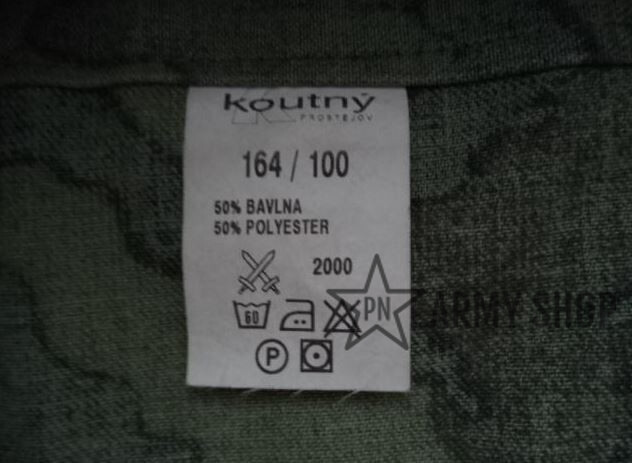 koutný
PROSTĚJOV
164 / 100
50% BAVLNA
50% POLYESTER
2000
60
P
PN ARMY SHOP